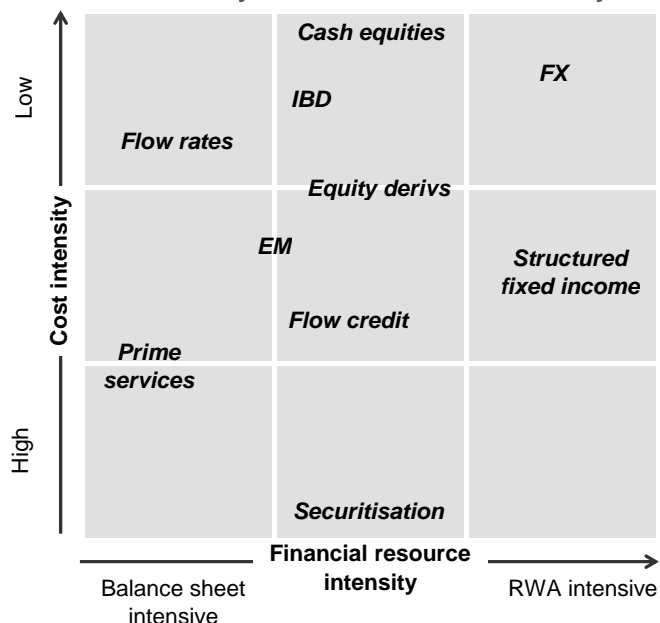 Cash equities
FX
IBD
Flow rates
Equity derivs
EM
Structured
fixed income
Flow credit
Prime
services
Securitisation
Low
Cost intensity
High
Financial resource
intensity
Balance sheet
intensive
RWA intensive